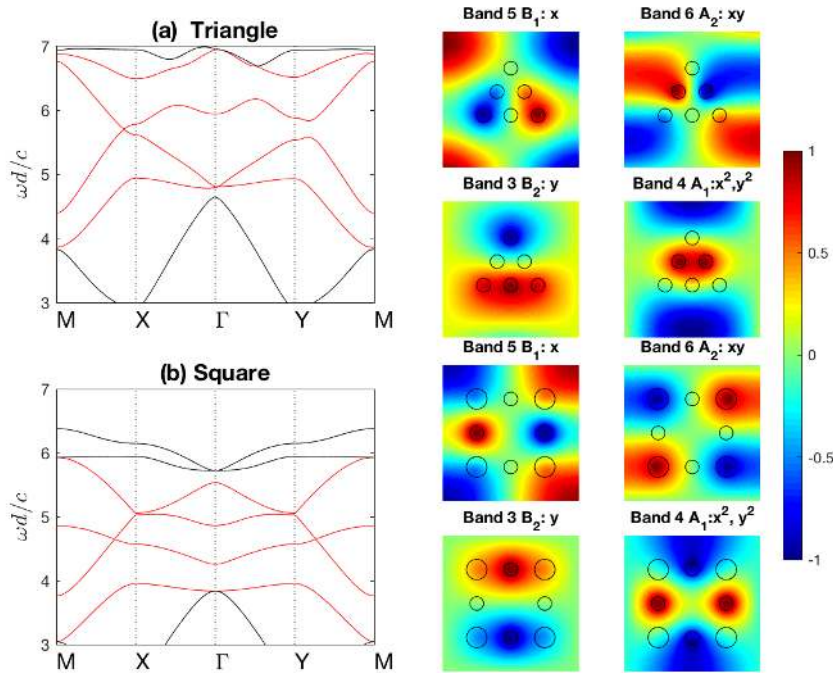 (a) Triangle
7
6
5
4
3
ωd/c
M X Γ Y M
(b) Square
7
6
5
4
3
ωd/c
M X Γ Y M
Band 5 B₁: x
Band 6 A₂: xy
Band 3 B₂: y
Band 4 A₁:x²,y²
Band 5 B₁: x
Band 6 A₂: xy
Band 3 B₂: y
Band 4 A₁:x², y²
1
0.5
0
-0.5
-1